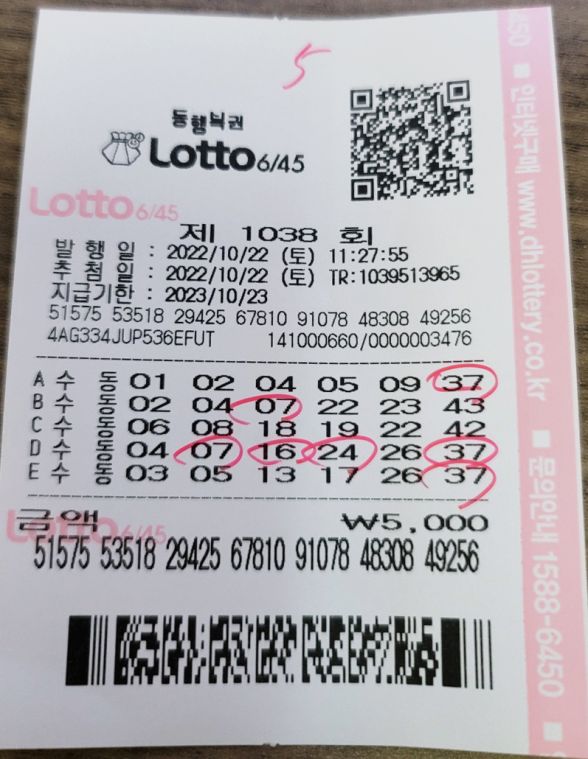 5
동행복권
Lotto 6/45
Lotto 6/45
제 1038 회
발 행 일 : 2022/10/22 (토) 11:27:55
추 첨 일 : 2022/10/22 (토) TR:1039513965
지급기한 : 2023/10/23
51575 53518 29425 67810 91078 48308 49256
4AG334JUP536EFUT 141000660/0000003476
A 수 동 01 02 04 05 09 37
B 수 동 02 04 07 22 23 43
C 수 동 06 08 18 19 22 42
D 수 동 04 07 16 24 26 37
E 수 동 03 05 13 17 26 37
금액 ₩5,000
Lotto 6/45
51575 53518 29425 67810 91078 48308 49256
450 ■ 인터넷구매 www.dhlottery.co.kr ■ 문의안내 1588-6450 ■